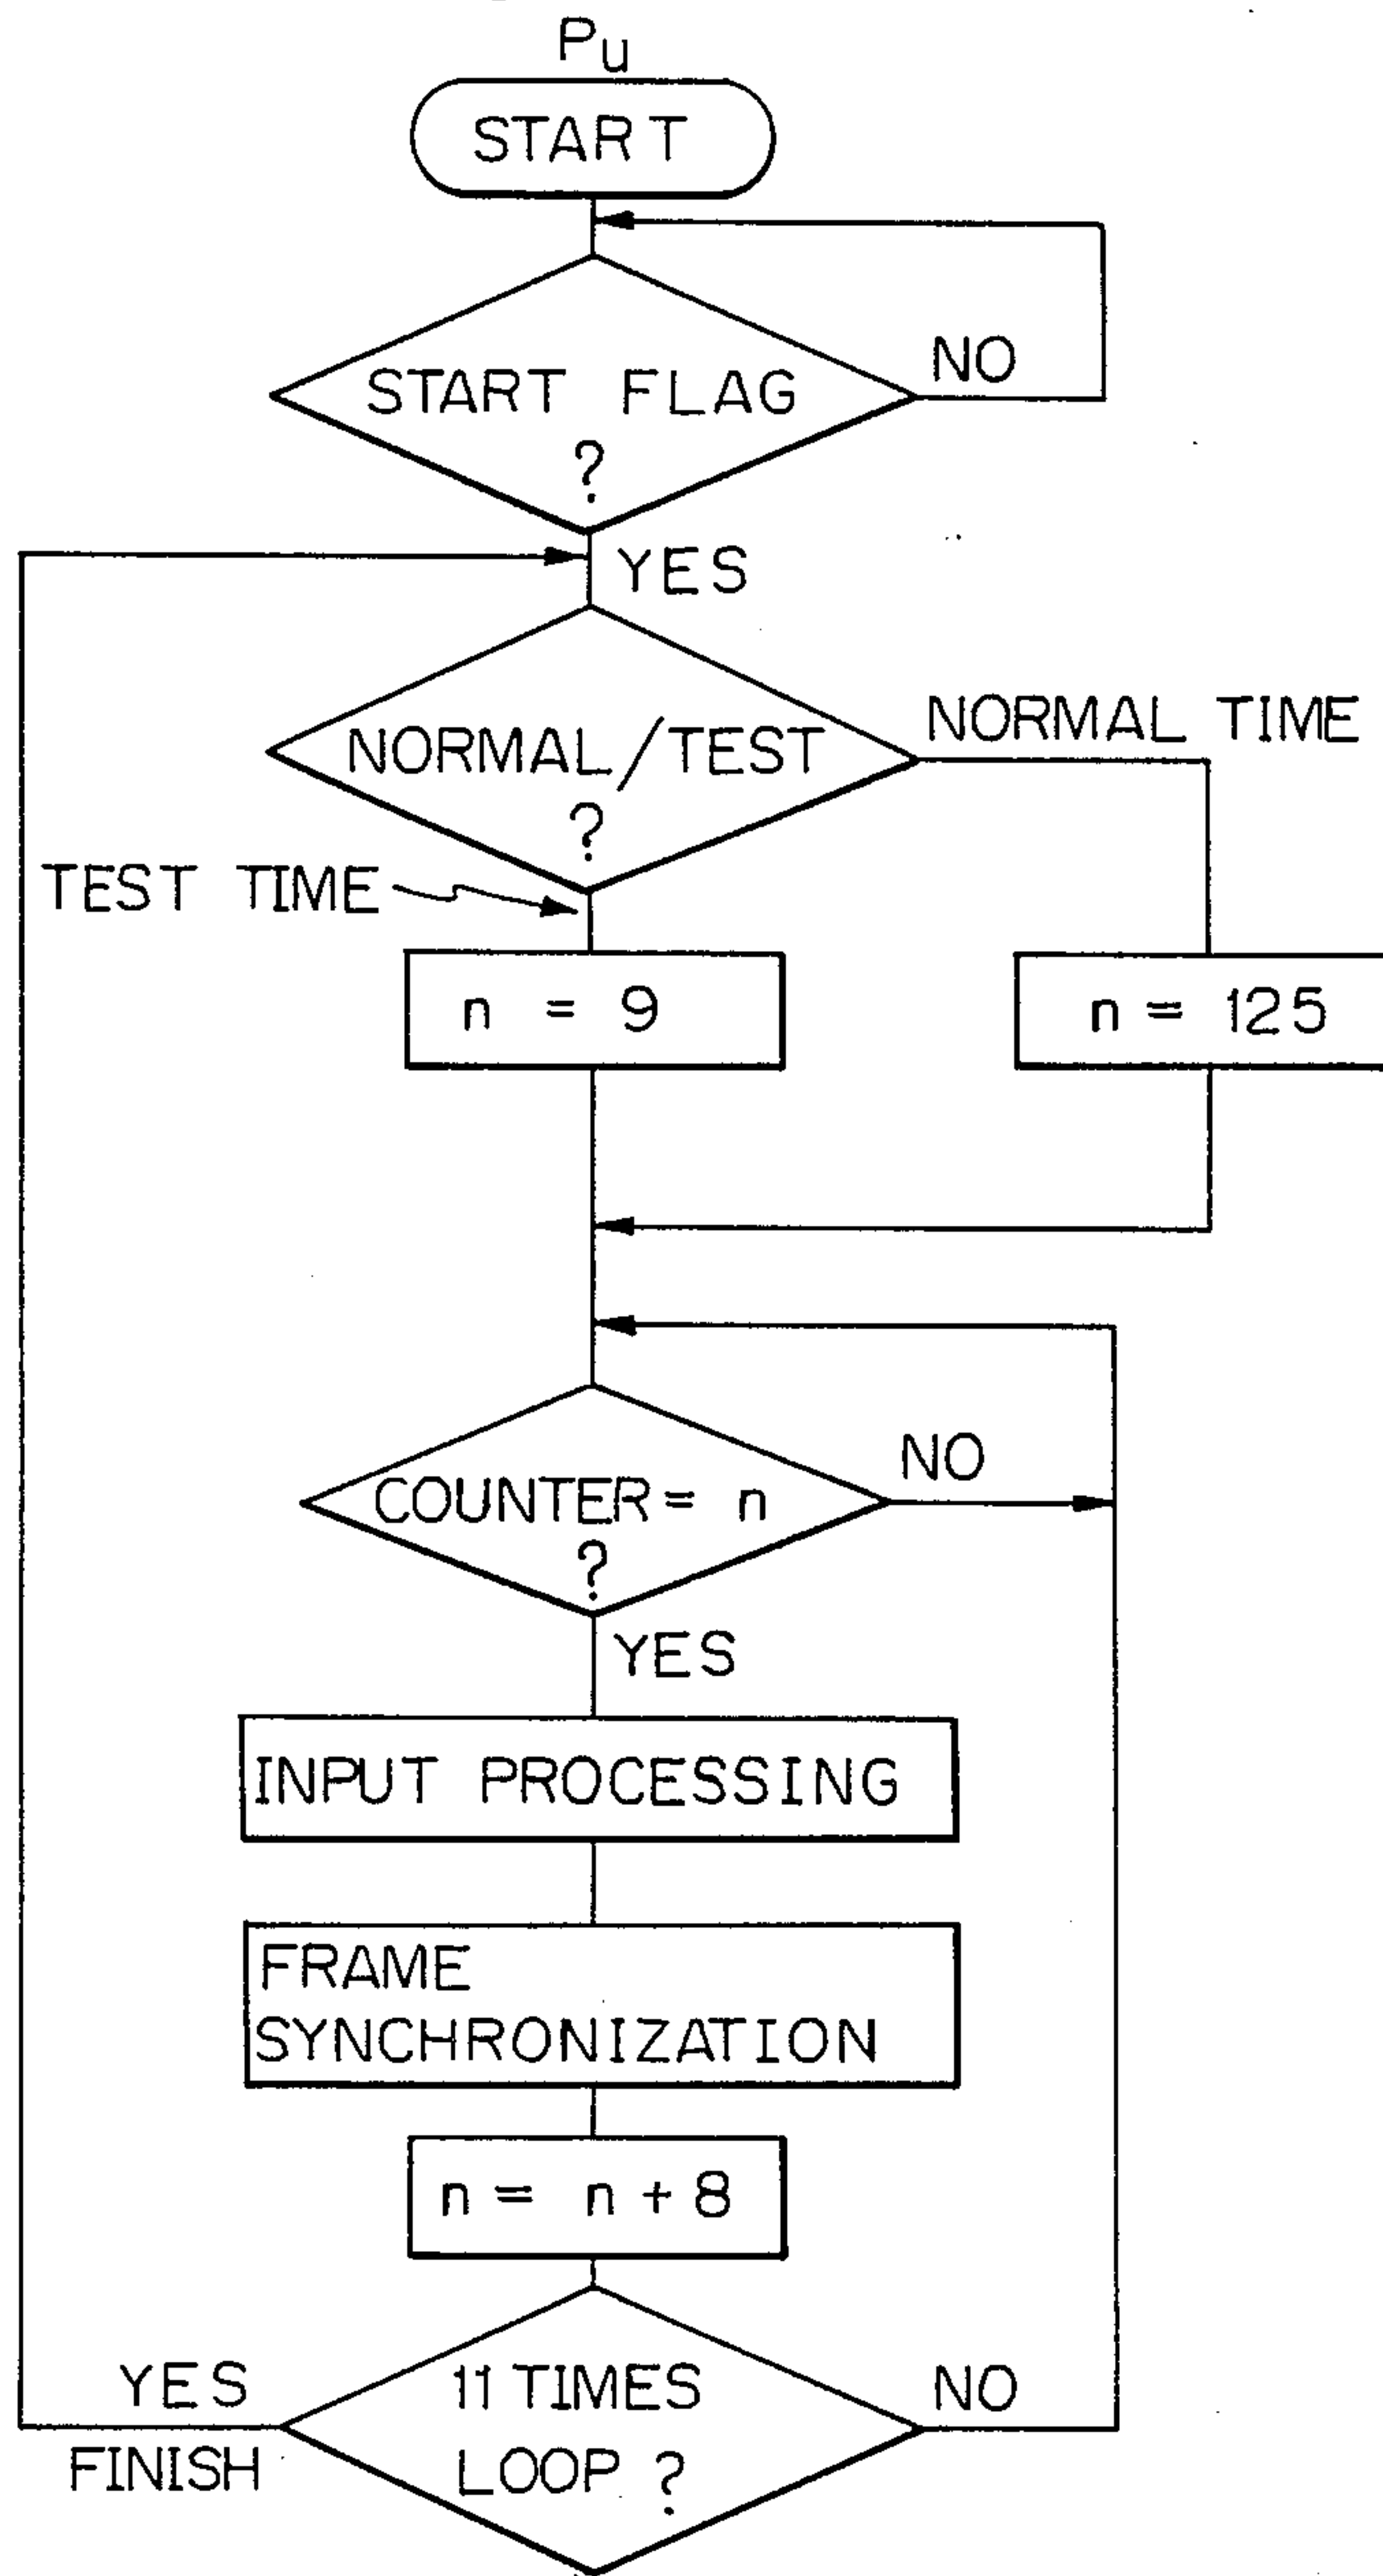 Pu
START
START FLAG
?
NO
YES
NORMAL/TEST
?
NORMAL TIME
TEST TIME
n = 9
n = 125
COUNTER = n
?
NO
YES
INPUT PROCESSING
FRAME
SYNCHRONIZATION
n = n + 8
11 TIMES
LOOP ?
YES
FINISH
NO